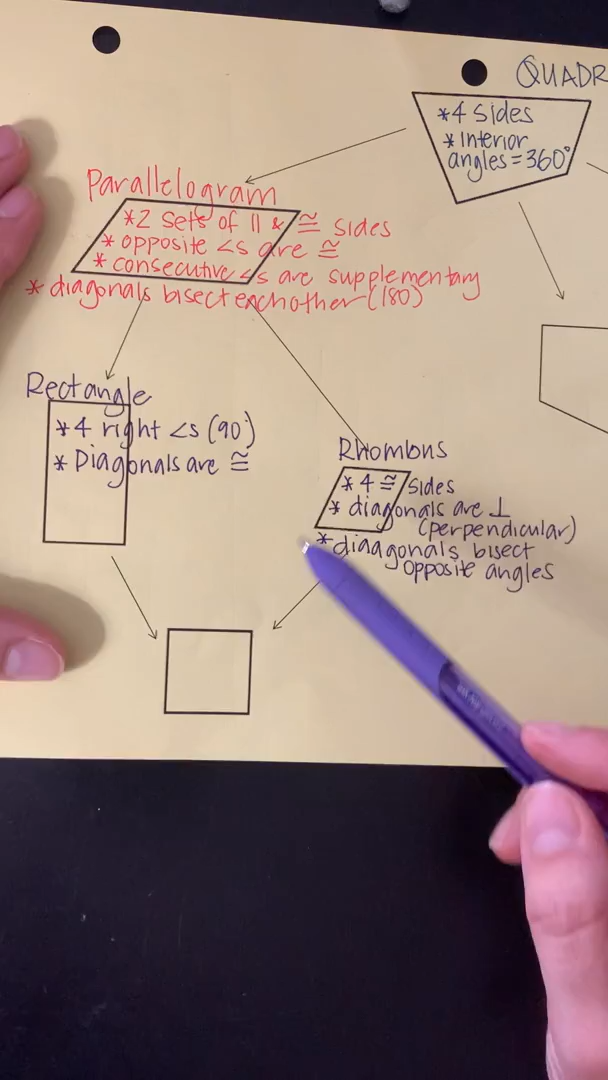 QUADR
*4 sides
*Interior
angles=360°
Parallelogram
*2 sets of || & ≅ sides
*opposite ∠s are ≅
*consecutive ∠s are supplementary
*diagonals bisect eachother (180)
Rectangle
*4 right ∠s (90°)
*Diagonals are ≅
Rhombus
*4 ≅ sides
*diagonals are ⊥
(perpendicular)
*diaagonals bisect
opposite angles